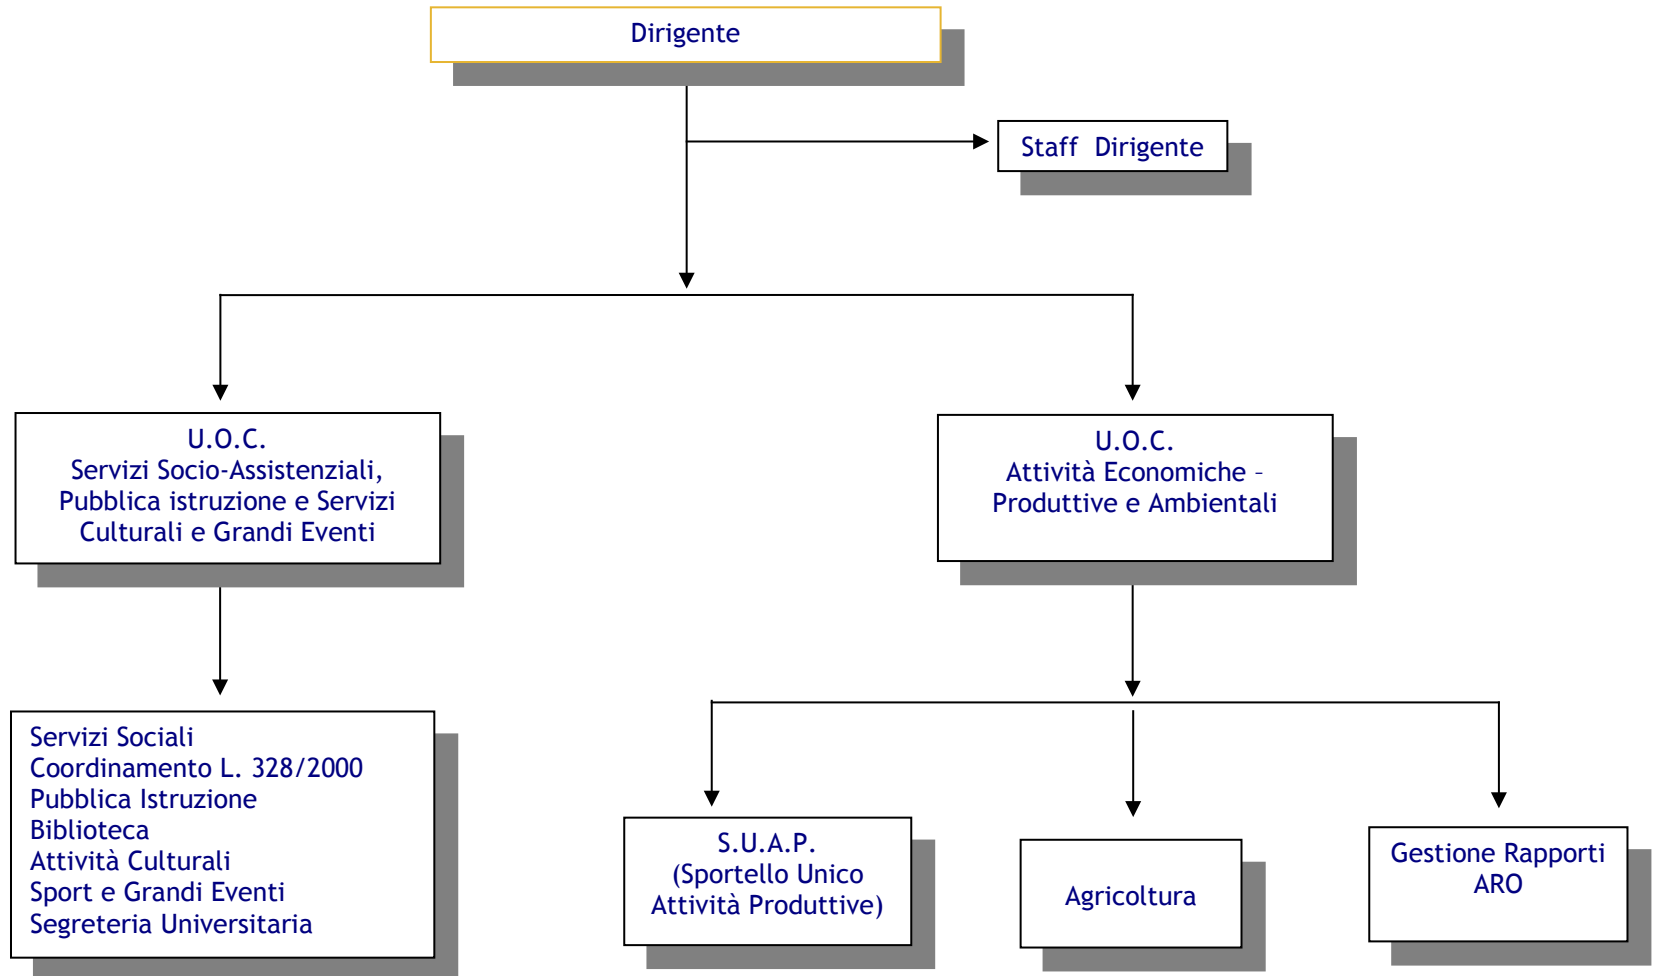 Dirigente
Staff Dirigente
U.O.C.
Servizi Socio-Assistenziali,
Pubblica istruzione e Servizi
Culturali e Grandi Eventi
U.O.C.
Attività Economiche –
Produttive e Ambientali
Servizi Sociali
Coordinamento L. 328/2000
Pubblica Istruzione
Biblioteca
Attività Culturali
Sport e Grandi Eventi
Segreteria Universitaria
S.U.A.P.
(Sportello Unico
Attività Produttive)
Agricoltura
Gestione Rapporti
ARO